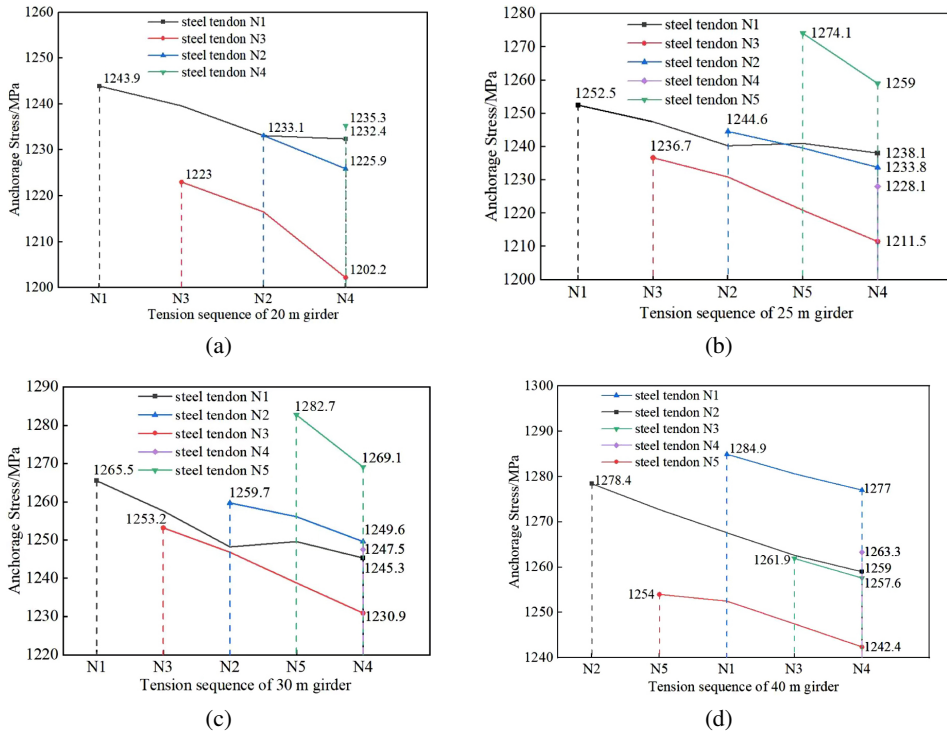 1260
1250
1240
1230
1220
1210
1200
Anchorage Stress/MPa
steel tendon N1
steel tendon N3
steel tendon N2
steel tendon N4
1243.9
1223
1233.1
1235.3
1232.4
1225.9
1202.2
N1 N3 N2 N4
Tension sequence of 20 m girder
(a)
1280
1270
1260
1250
1240
1230
1220
1210
1200
Anchorage Stress/MPa
steel tendon N1
steel tendon N3
steel tendon N2
steel tendon N4
steel tendon N5
1252.5
1236.7
1244.6
1274.1
1259
1238.1
1233.8
1228.1
1211.5
N1 N3 N2 N5 N4
Tension sequence of 25 m girder
(b)
1290
1280
1270
1260
1250
1240
1230
1220
Anchorage Stress/MPa
steel tendon N1
steel tendon N2
steel tendon N3
steel tendon N4
steel tendon N5
1265.5
1253.2
1259.7
1282.7
1269.1
1249.6
1247.5
1245.3
1230.9
N1 N3 N2 N5 N4
Tension sequence of 30 m girder
(c)
1300
1290
1280
1270
1260
1250
1240
Anchorage Stress/MPa
steel tendon N1
steel tendon N2
steel tendon N3
steel tendon N4
steel tendon N5
1278.4
1254
1284.9
1261.9
1277
1263.3
1259
1257.6
1242.4
N2 N5 N1 N3 N4
Tension sequence of 40 m girder
(d)